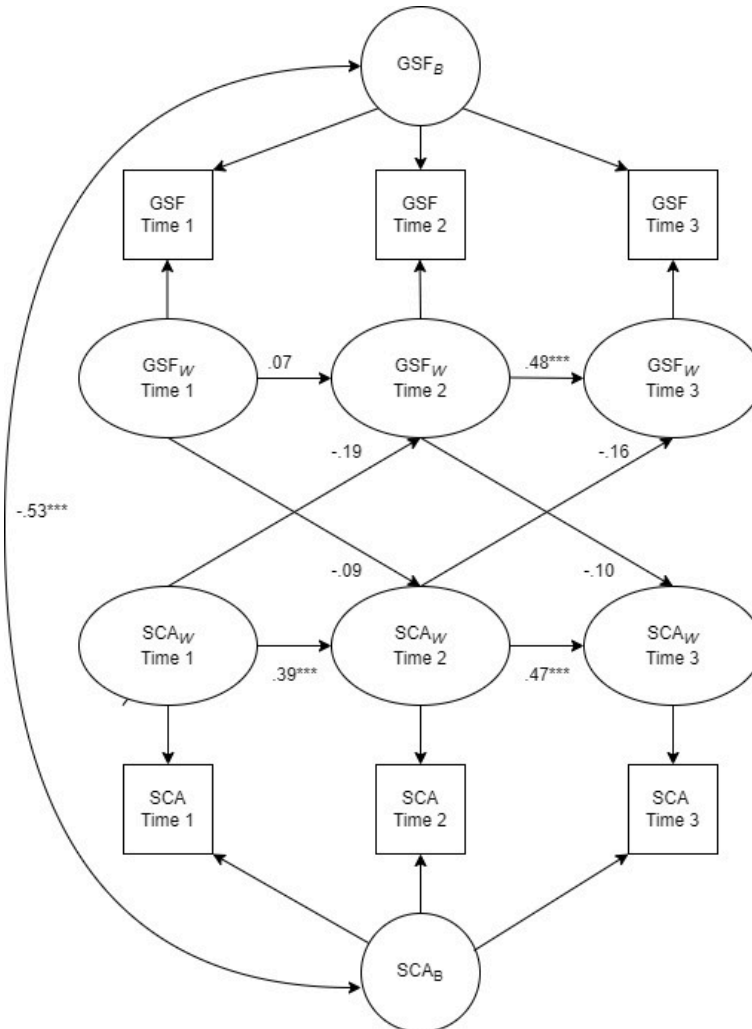 GSF_B
GSF
Time 1
GSF
Time 2
GSF
Time 3
GSF_W
Time 1
.07
GSF_W
Time 2
.48***
GSF_W
Time 3
-.19
-.16
-.53***
-.09
-.10
SCA_W
Time 1
.39***
SCA_W
Time 2
.47***
SCA_W
Time 3
SCA
Time 1
SCA
Time 2
SCA
Time 3
SCA_B